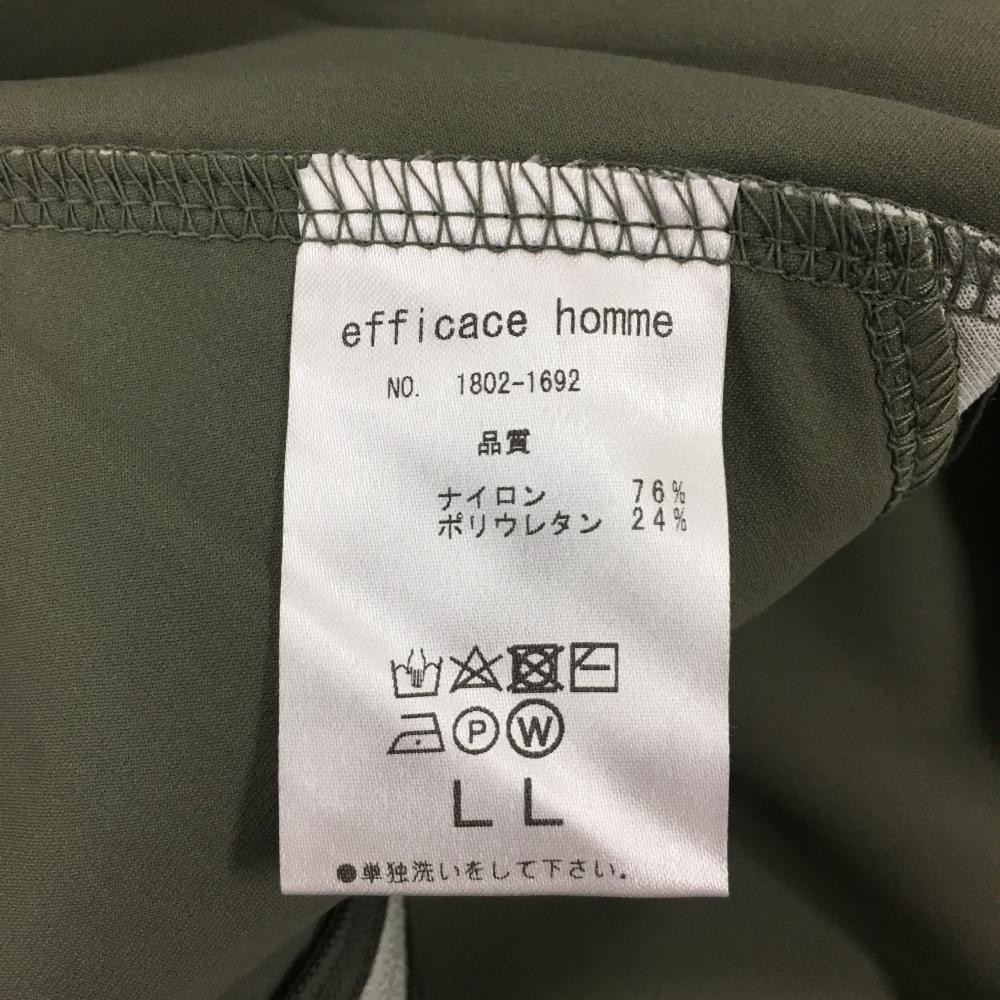 efficace homme
NO. 1802-1692
品質
ナイロン 76%
ポリウレタン 24%
P W
LL
●単独洗いをして下さい。